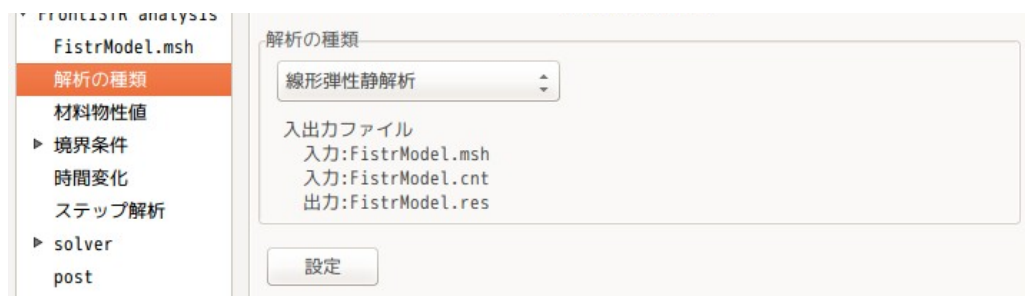 FrontISTR analysis
FistrModel.msh
解析の種類
材料物性値
境界条件
時間変化
ステップ解析
solver
post
解析の種類
線形弾性静解析
入出力ファイル
入力:FistrModel.msh
入力:FistrModel.cnt
出力:FistrModel.res
設定